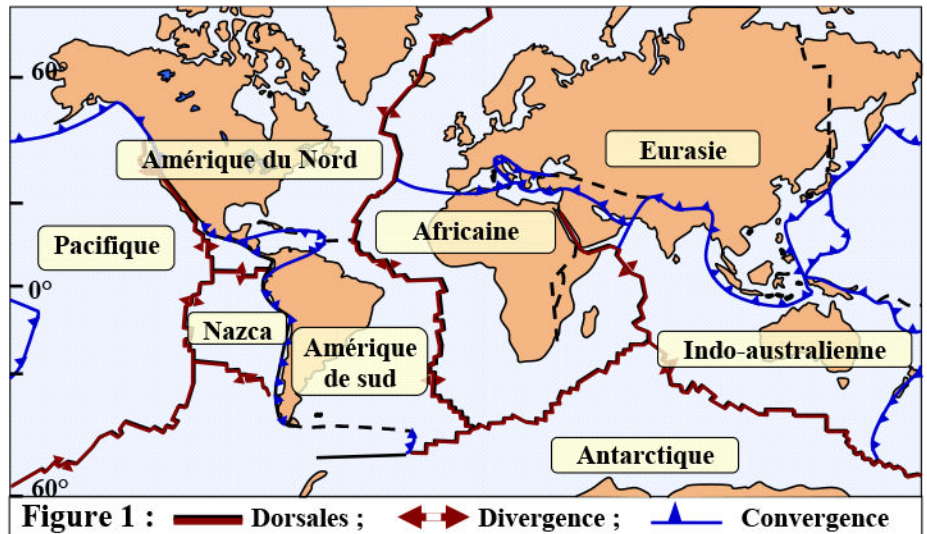 60°
Amérique du Nord
Eurasie
Pacifique
Africaine
0°
Nazca
Amérique
de sud
Indo-australienne
Antarctique
60°
Figure 1 : Dorsales ; Divergence ; Convergence